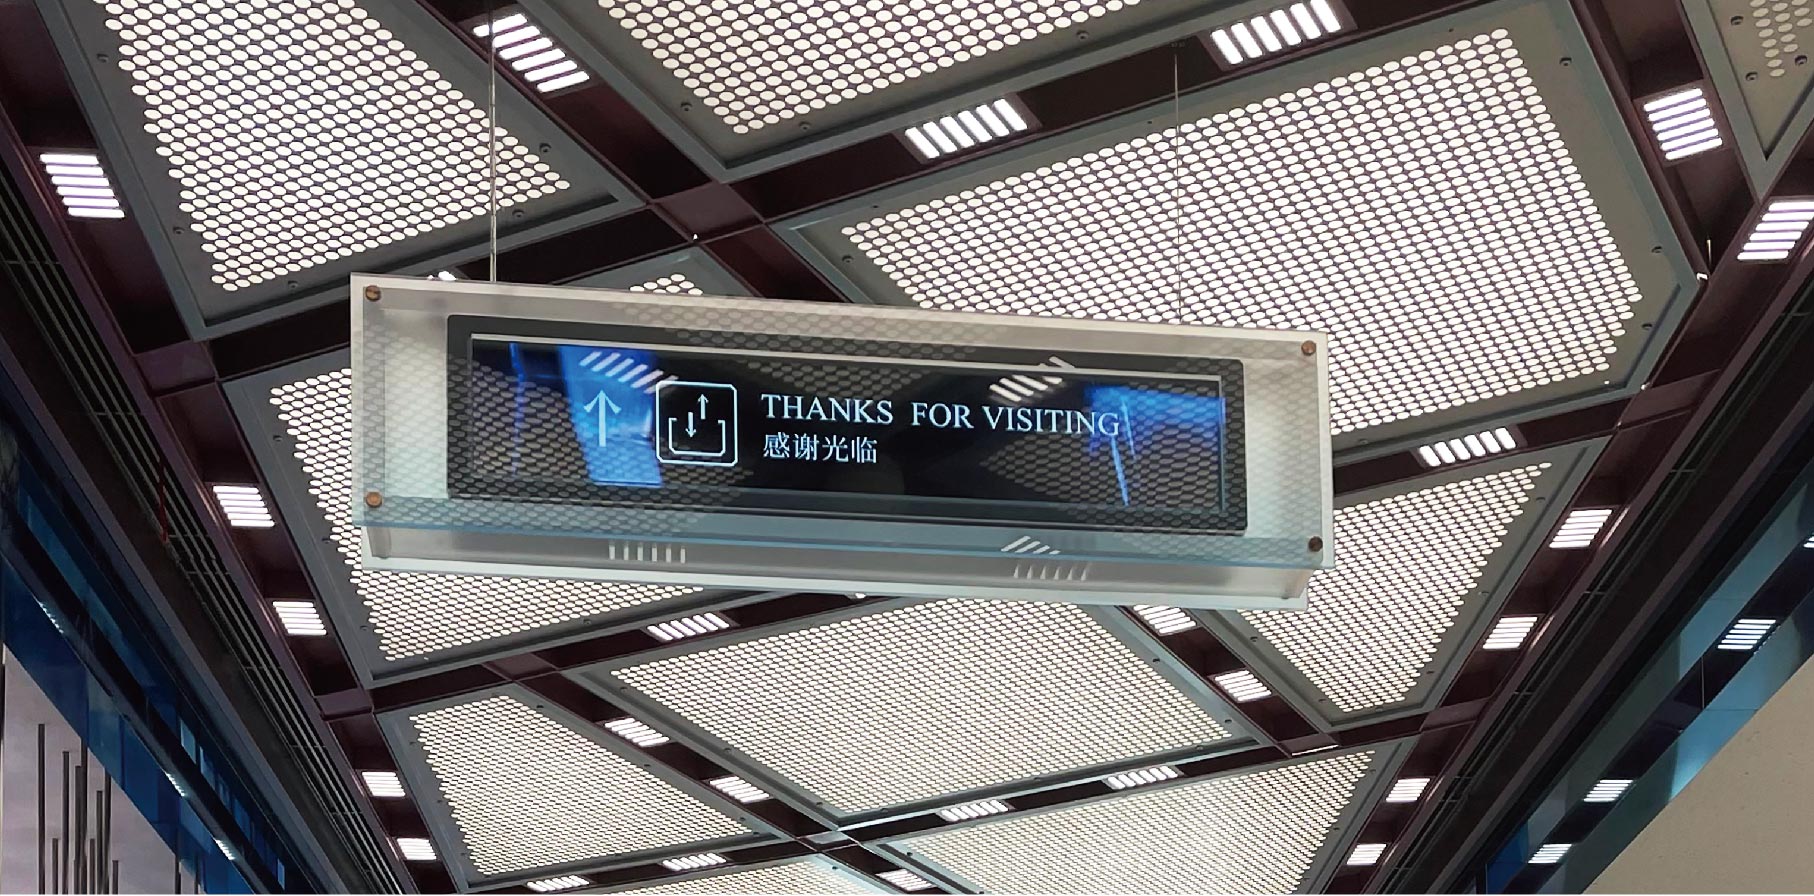 THANKS FOR VISITING
感谢光临